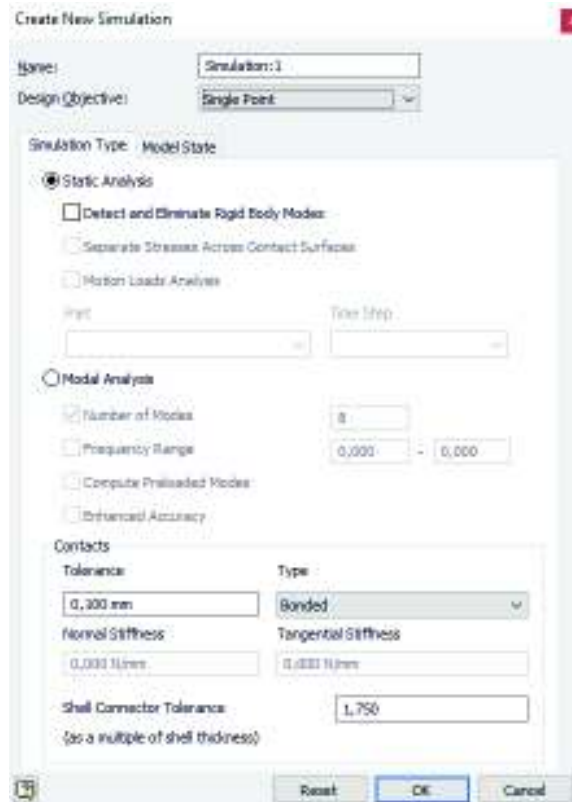 Create New Simulation
Name: Simulation:1
Design Objective: Single Point
Simulation Type Model State
Static Analysis
Detect and Eliminate Rigid Body Modes
Separate Stresses Across Contact Surfaces
Motion Loads Analysis
Part Time Step
Modal Analysis
Number of Modes 8
Frequency Range 0,000 - 0,000
Compute Preloaded Modes
Enhanced Accuracy
Contacts
Tolerance Type
0,100 mm Bonded
Normal Stiffness Tangential Stiffness
0,000 N/mm 0,000 N/mm
Shell Connector Tolerance 1,750
(as a multiple of shell thickness)
Reset OK Cancel